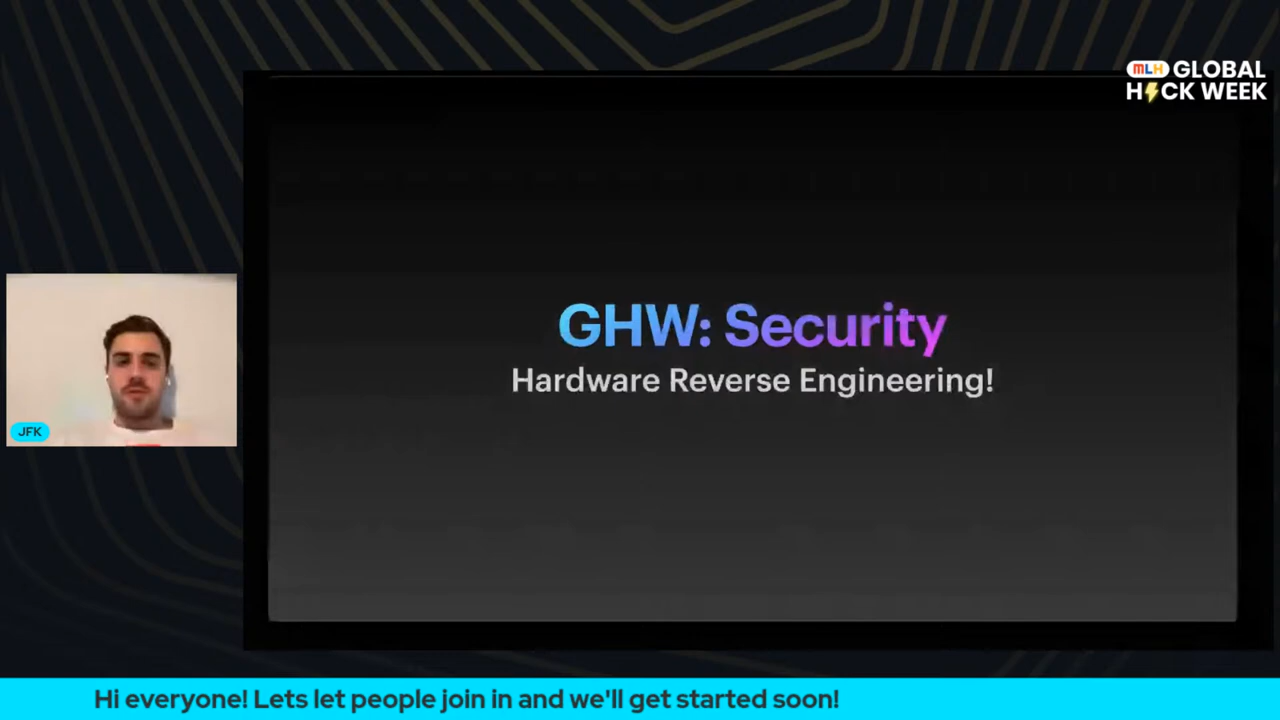 MLH GLOBAL
HACK WEEK
GHW: Security
Hardware Reverse Engineering!
JFK
Hi everyone! Lets let people join in and we'll get started soon!